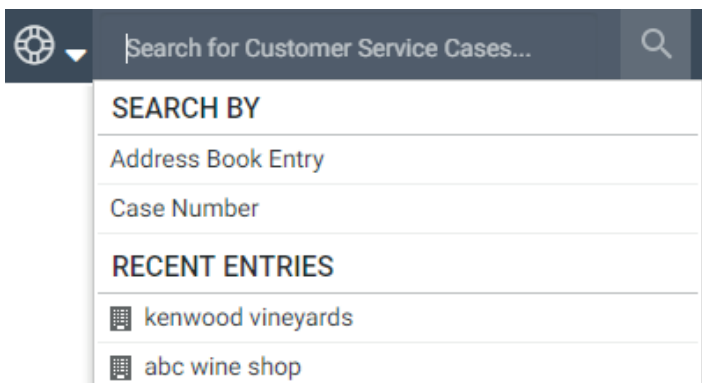 Search for Customer Service Cases...
SEARCH BY
Address Book Entry
Case Number
RECENT ENTRIES
kenwood vineyards
abc wine shop